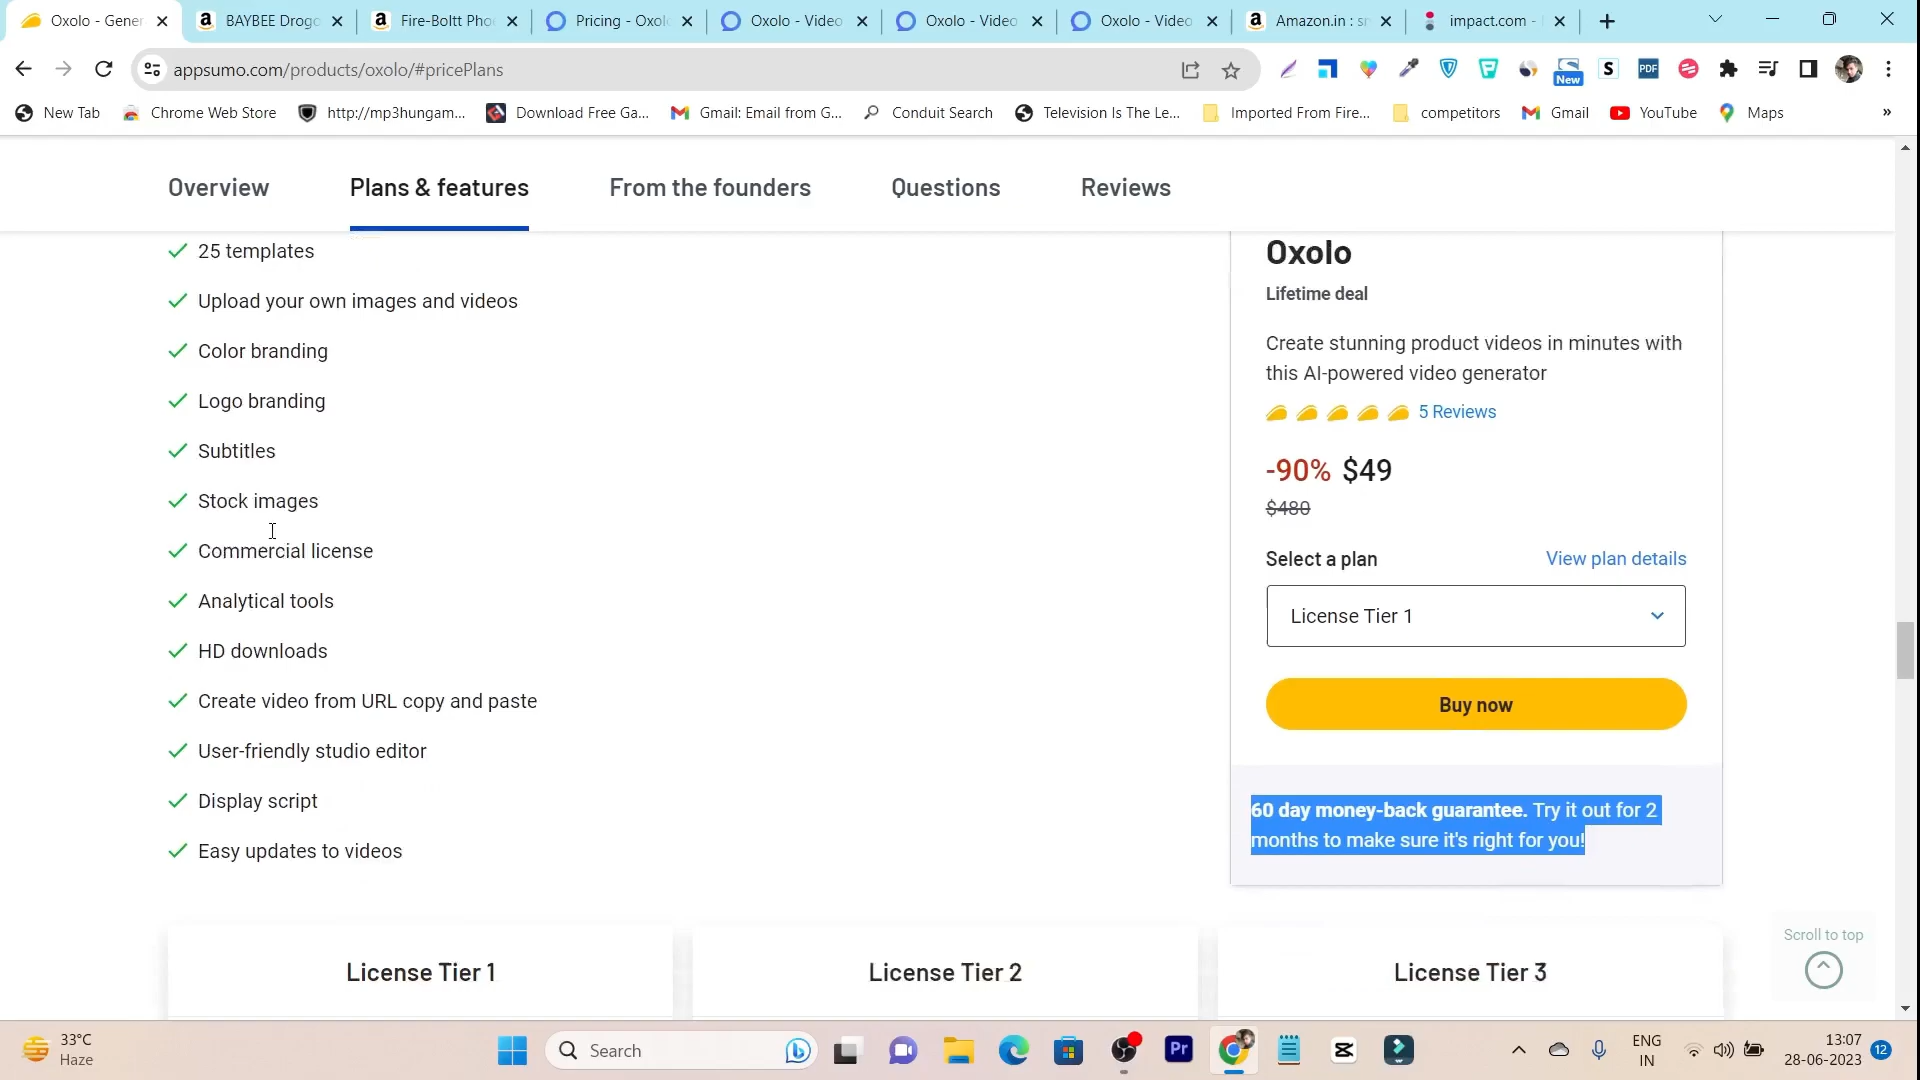 Oxolo - Gener
BAYBEE Drogo
Fire-Boltt Pho
Pricing - Oxol
Oxolo - Video
Oxolo - Video
Oxolo - Video
Amazon.in : sm
impact.com -
appsumo.com/products/oxolo/#pricePlans
S
New
PDF
New Tab
Chrome Web Store
http://mp3hungam...
Download Free Ga...
Gmail: Email from G...
Conduit Search
Television Is The Le...
Imported From Fire...
competitors
Gmail
YouTube
Maps
»
Overview
Plans & features
From the founders
Questions
Reviews
25 templates
Upload your own images and videos
Color branding
Logo branding
Subtitles
Stock images
Commercial license
Analytical tools
HD downloads
Create video from URL copy and paste
User-friendly studio editor
Display script
Easy updates to videos
Oxolo
Lifetime deal
Create stunning product videos in minutes with
this AI-powered video generator
5 Reviews
-90% $49
$480
Select a plan
View plan details
License Tier 1
Buy now
60 day money-back guarantee. Try it out for 2
months to make sure it's right for you!
License Tier 1
License Tier 2
License Tier 3
Scroll to top
33°C
Haze
Search
Pr
ENG
IN
13:07
28-06-2023
12